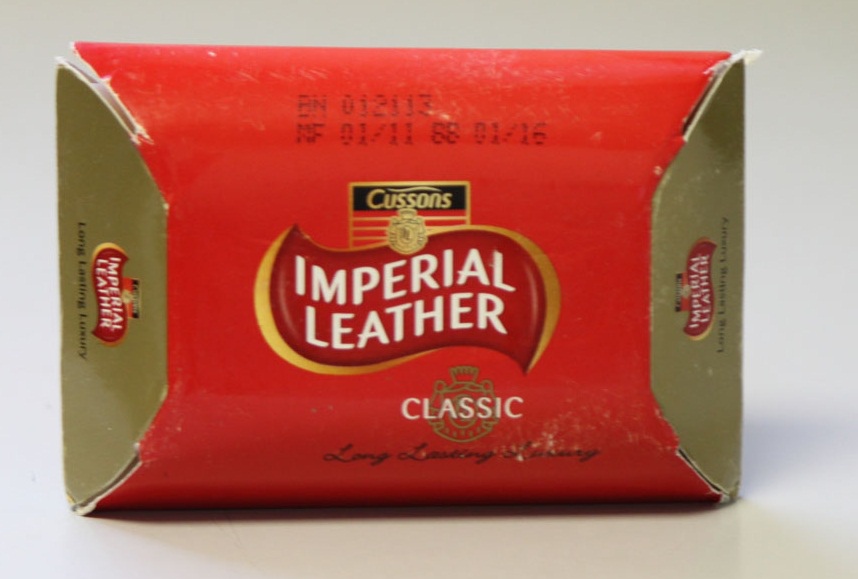 BN 012113
MF 01/11 BB 01/16
Cussons
IMPERIAL
LEATHER
CLASSIC
Long Lasting Luxury
Long Lasting Luxury
IMPERIAL
LEATHER
IMPERIAL
LEATHER
Long Lasting Luxury